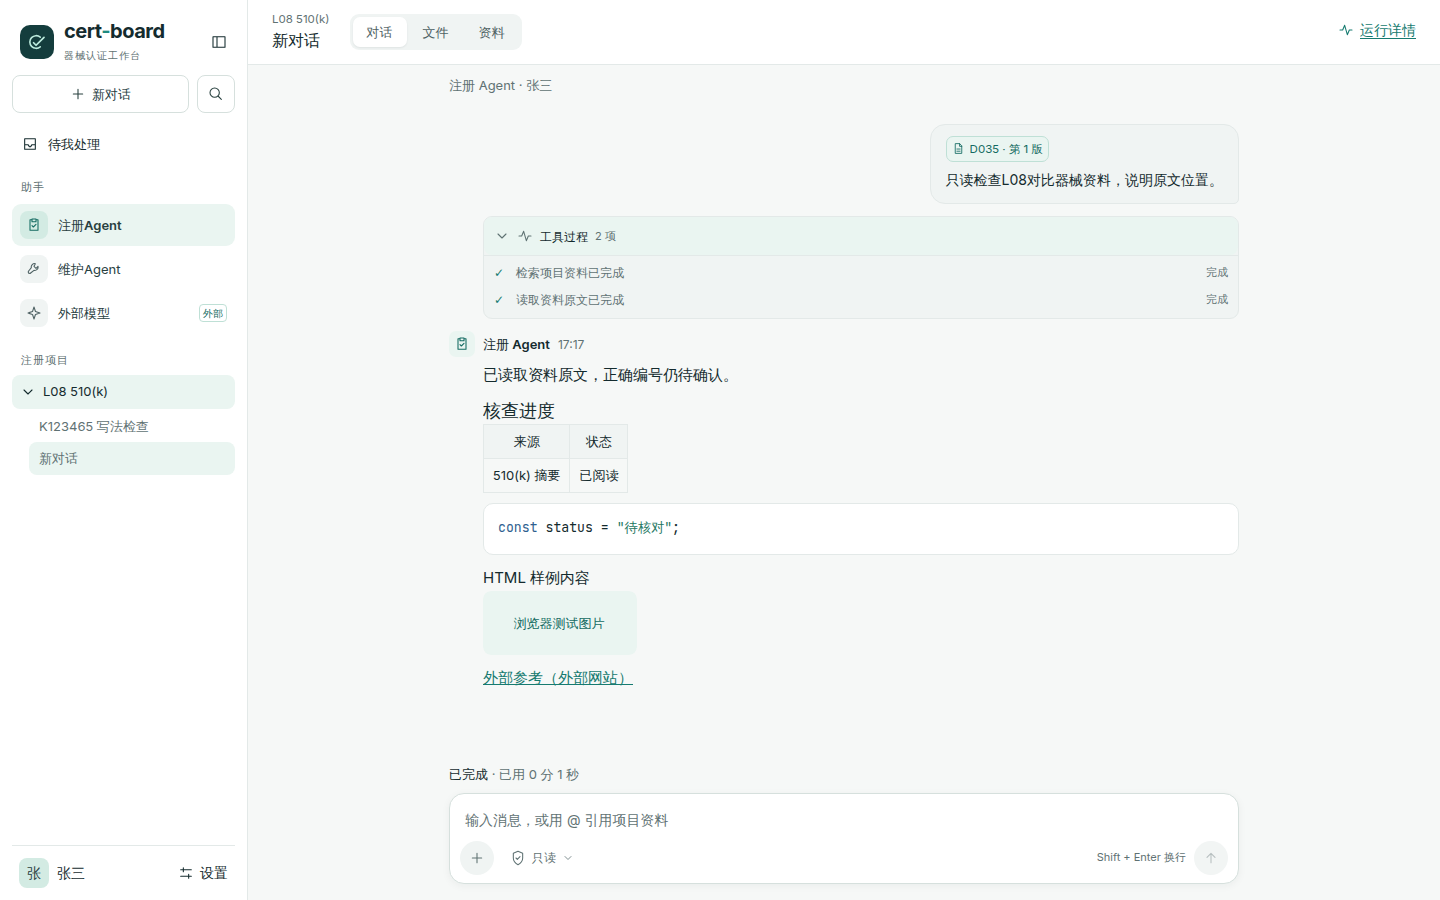 cert-board
器械认证工作台
新对话
待我处理
助手
注册Agent
维护Agent
外部模型
外部
注册项目
L08 510(k)
K123465 写法检查
新对话
张
张三
设置
L08 510(k)
新对话
对话
文件
资料
运行详情
注册 Agent · 张三
D035 · 第 1 版
只读检查L08对比器械资料，说明原文位置。
工具过程 2 项
✓ 检索项目资料已完成 完成
✓ 读取资料原文已完成 完成
注册 Agent 17:17
已读取资料原文，正确编号仍待确认。
核查进度
来源 状态
510(k) 摘要 已阅读
const status = "待核对";
HTML 样例内容
浏览器测试图片
外部参考（外部网站）
已完成 · 已用 0 分 1 秒
输入消息，或用 @ 引用项目资料
只读
Shift + Enter 换行